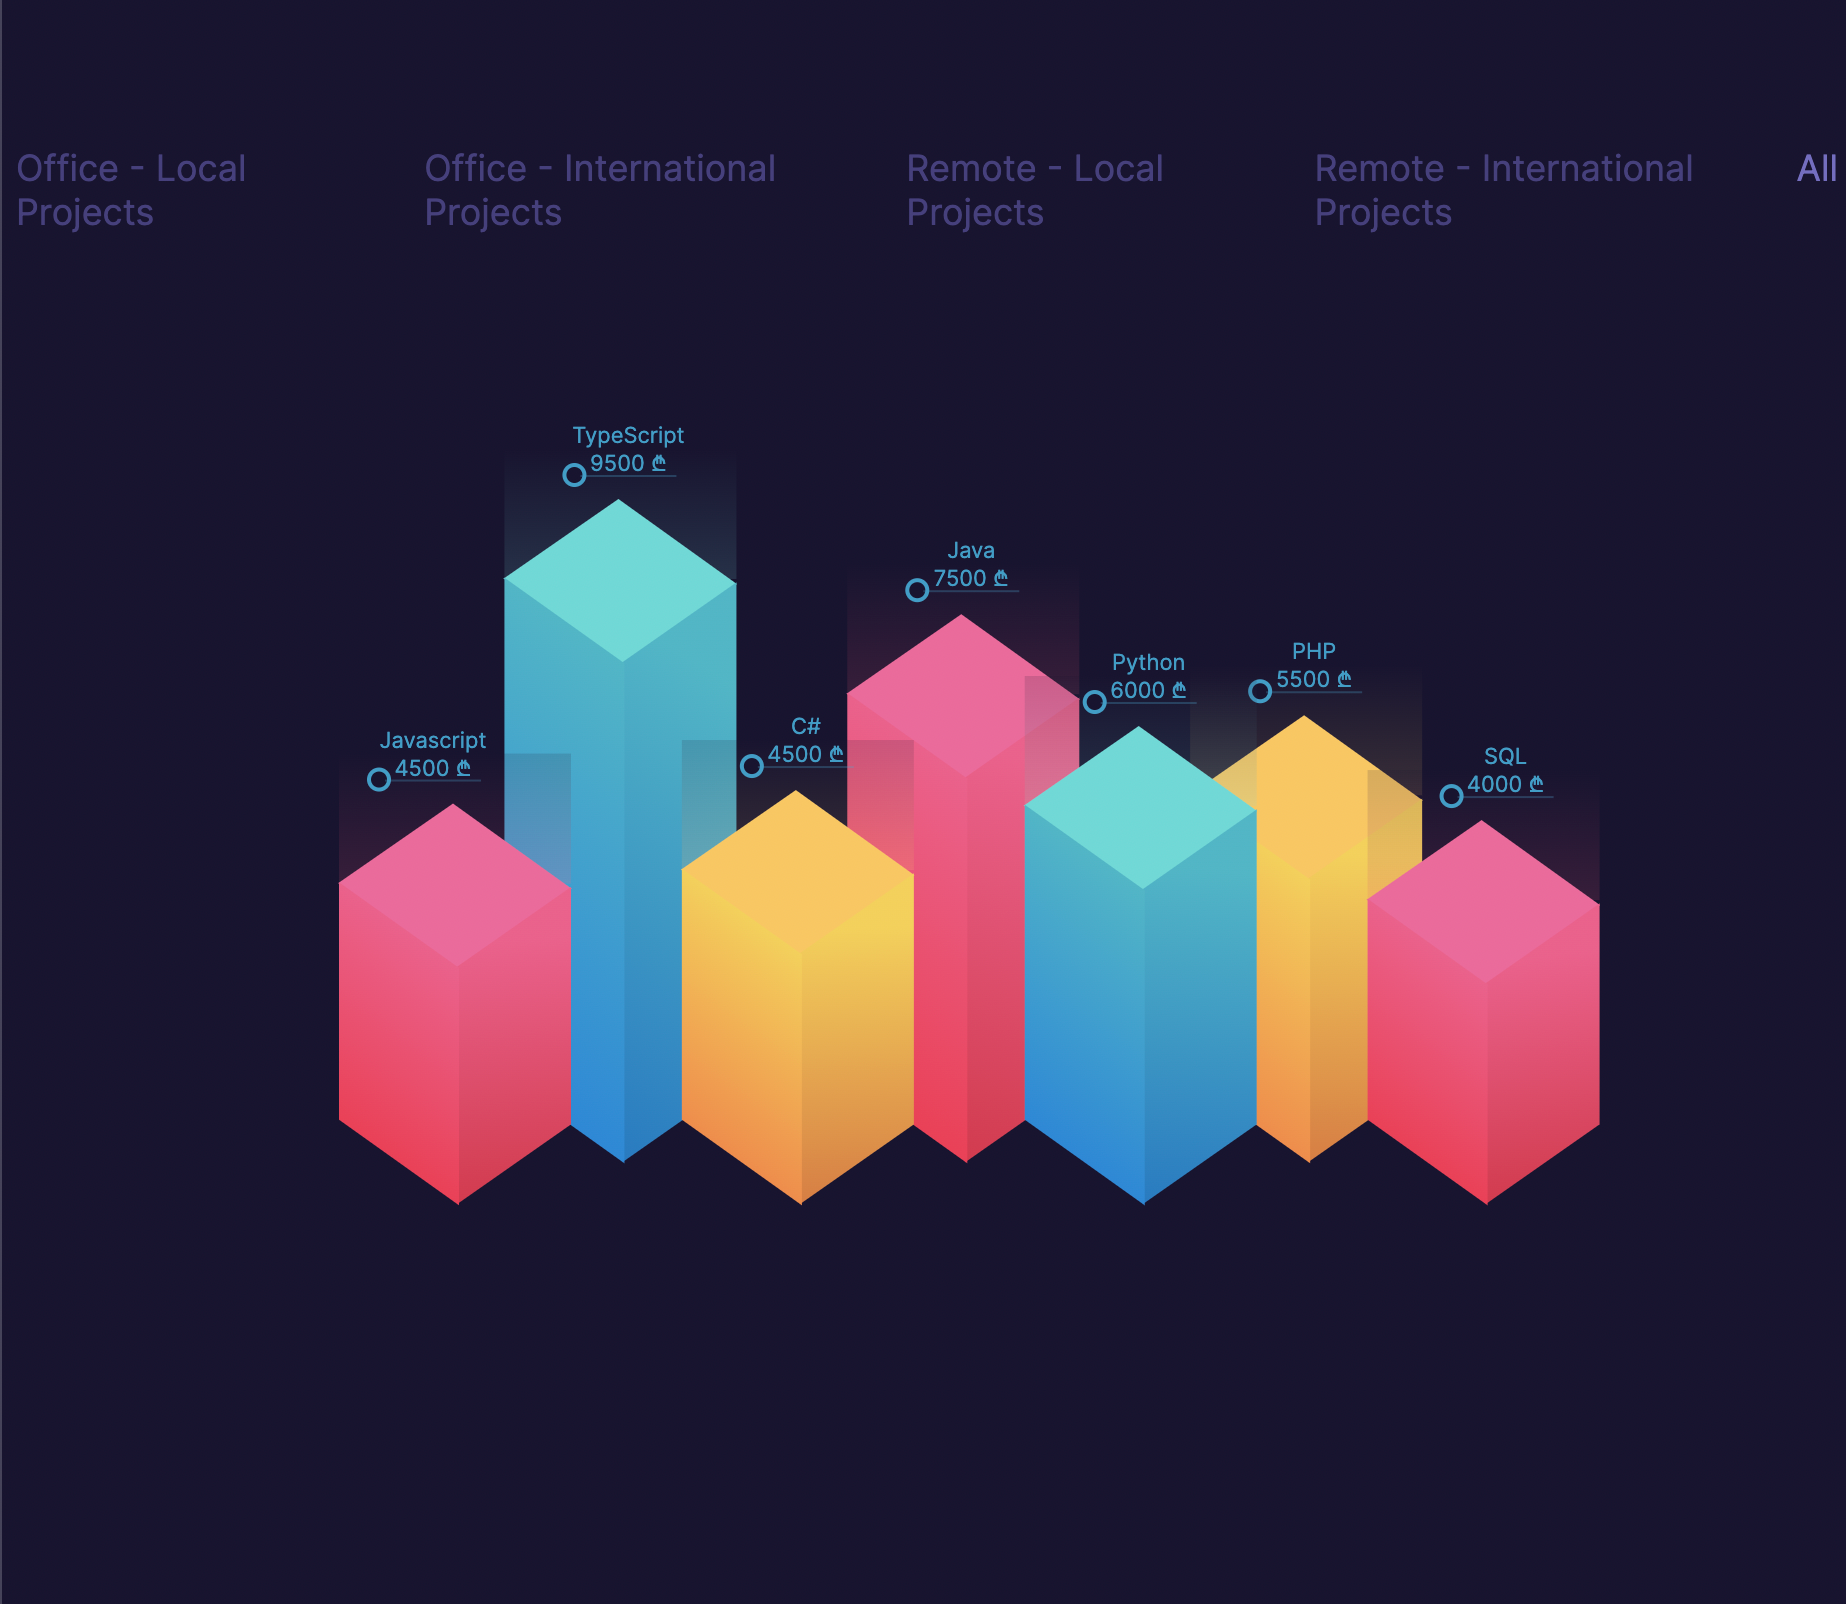 Office - Local
Projects
Office - International
Projects
Remote - Local
Projects
Remote - International
Projects
All
TypeScript
9500 ₾
Java
7500 ₾
PHP
5500 ₾
Python
6000 ₾
C#
4500 ₾
Javascript
4500 ₾
SQL
4000 ₾